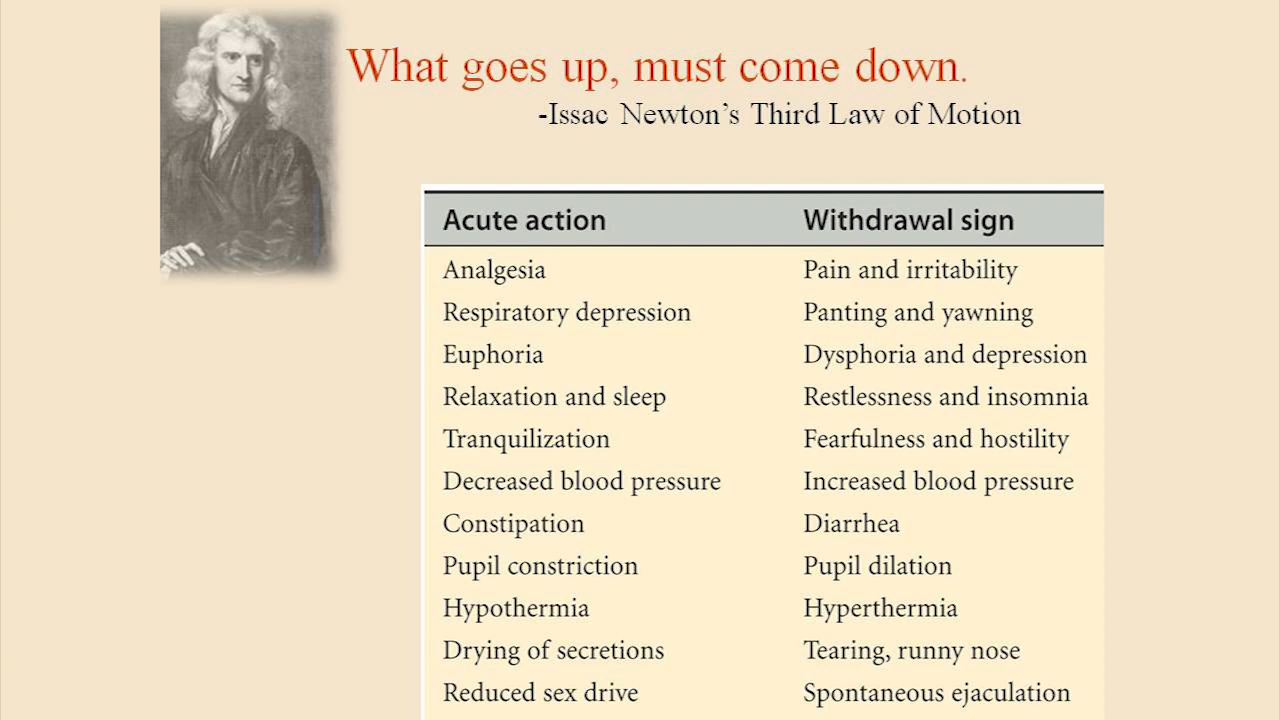 What goes up, must come down.
-Issac Newton’s Third Law of Motion
Acute action Withdrawal sign
Analgesia Pain and irritability
Respiratory depression Panting and yawning
Euphoria Dysphoria and depression
Relaxation and sleep Restlessness and insomnia
Tranquilization Fearfulness and hostility
Decreased blood pressure Increased blood pressure
Constipation Diarrhea
Pupil constriction Pupil dilation
Hypothermia Hyperthermia
Drying of secretions Tearing, runny nose
Reduced sex drive Spontaneous ejaculation